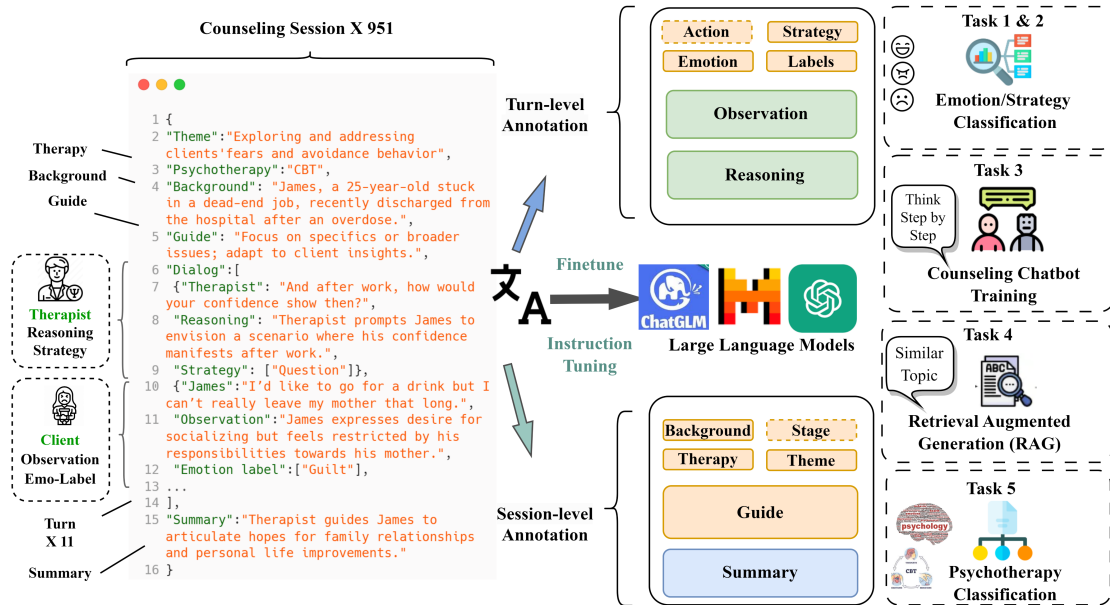 Counseling Session X 951
Therapy
Background
Guide
Therapist
Reasoning
Strategy
Client
Observation
Emo-Label
Turn
X 11
Summary
1 {
2 "Theme":"Exploring and addressing
clients'fears and avoidance behavior",
3 "Psychotherapy":"CBT",
4 "Background": "James, a 25-year-old stuck
in a dead-end job, recently discharged from
the hospital after an overdose.",
5 "Guide": "Focus on specifics or broader
issues; adapt to client insights.",
6 "Dialog":[
7 {"Therapist": "And after work, how would
your confidence show then?",
8 "Reasoning": "Therapist prompts James to
envision a scenario where his confidence
manifests after work.",
9 "Strategy": ["Question"]},
10 {"James":"I'd like to go for a drink but I
can't really leave my mother that long.",
11 "Observation":"James expresses desire for
socializing but feels restricted by his
responsibilities towards his mother.",
12 "Emotion label":["Guilt"],
13 ...
14 ],
15 "Summary":"Therapist guides James to
articulate hopes for family relationships
and personal life improvements."
16 }
Turn-level
Annotation
Action
Strategy
Emotion
Labels
Observation
Reasoning
文A
Finetune
Instruction
Tuning
ChatGLM
Large Language Models
Session-level
Annotation
Background
Stage
Therapy
Theme
Guide
Summary
Task 1 & 2
Emotion/Strategy
Classification
Task 3
Think
Step by
Step
Counseling Chatbot
Training
Task 4
Similar
Topic
ABC
Retrieval Augmented
Generation (RAG)
Task 5
psychology
CBT
Psychotherapy
Classification